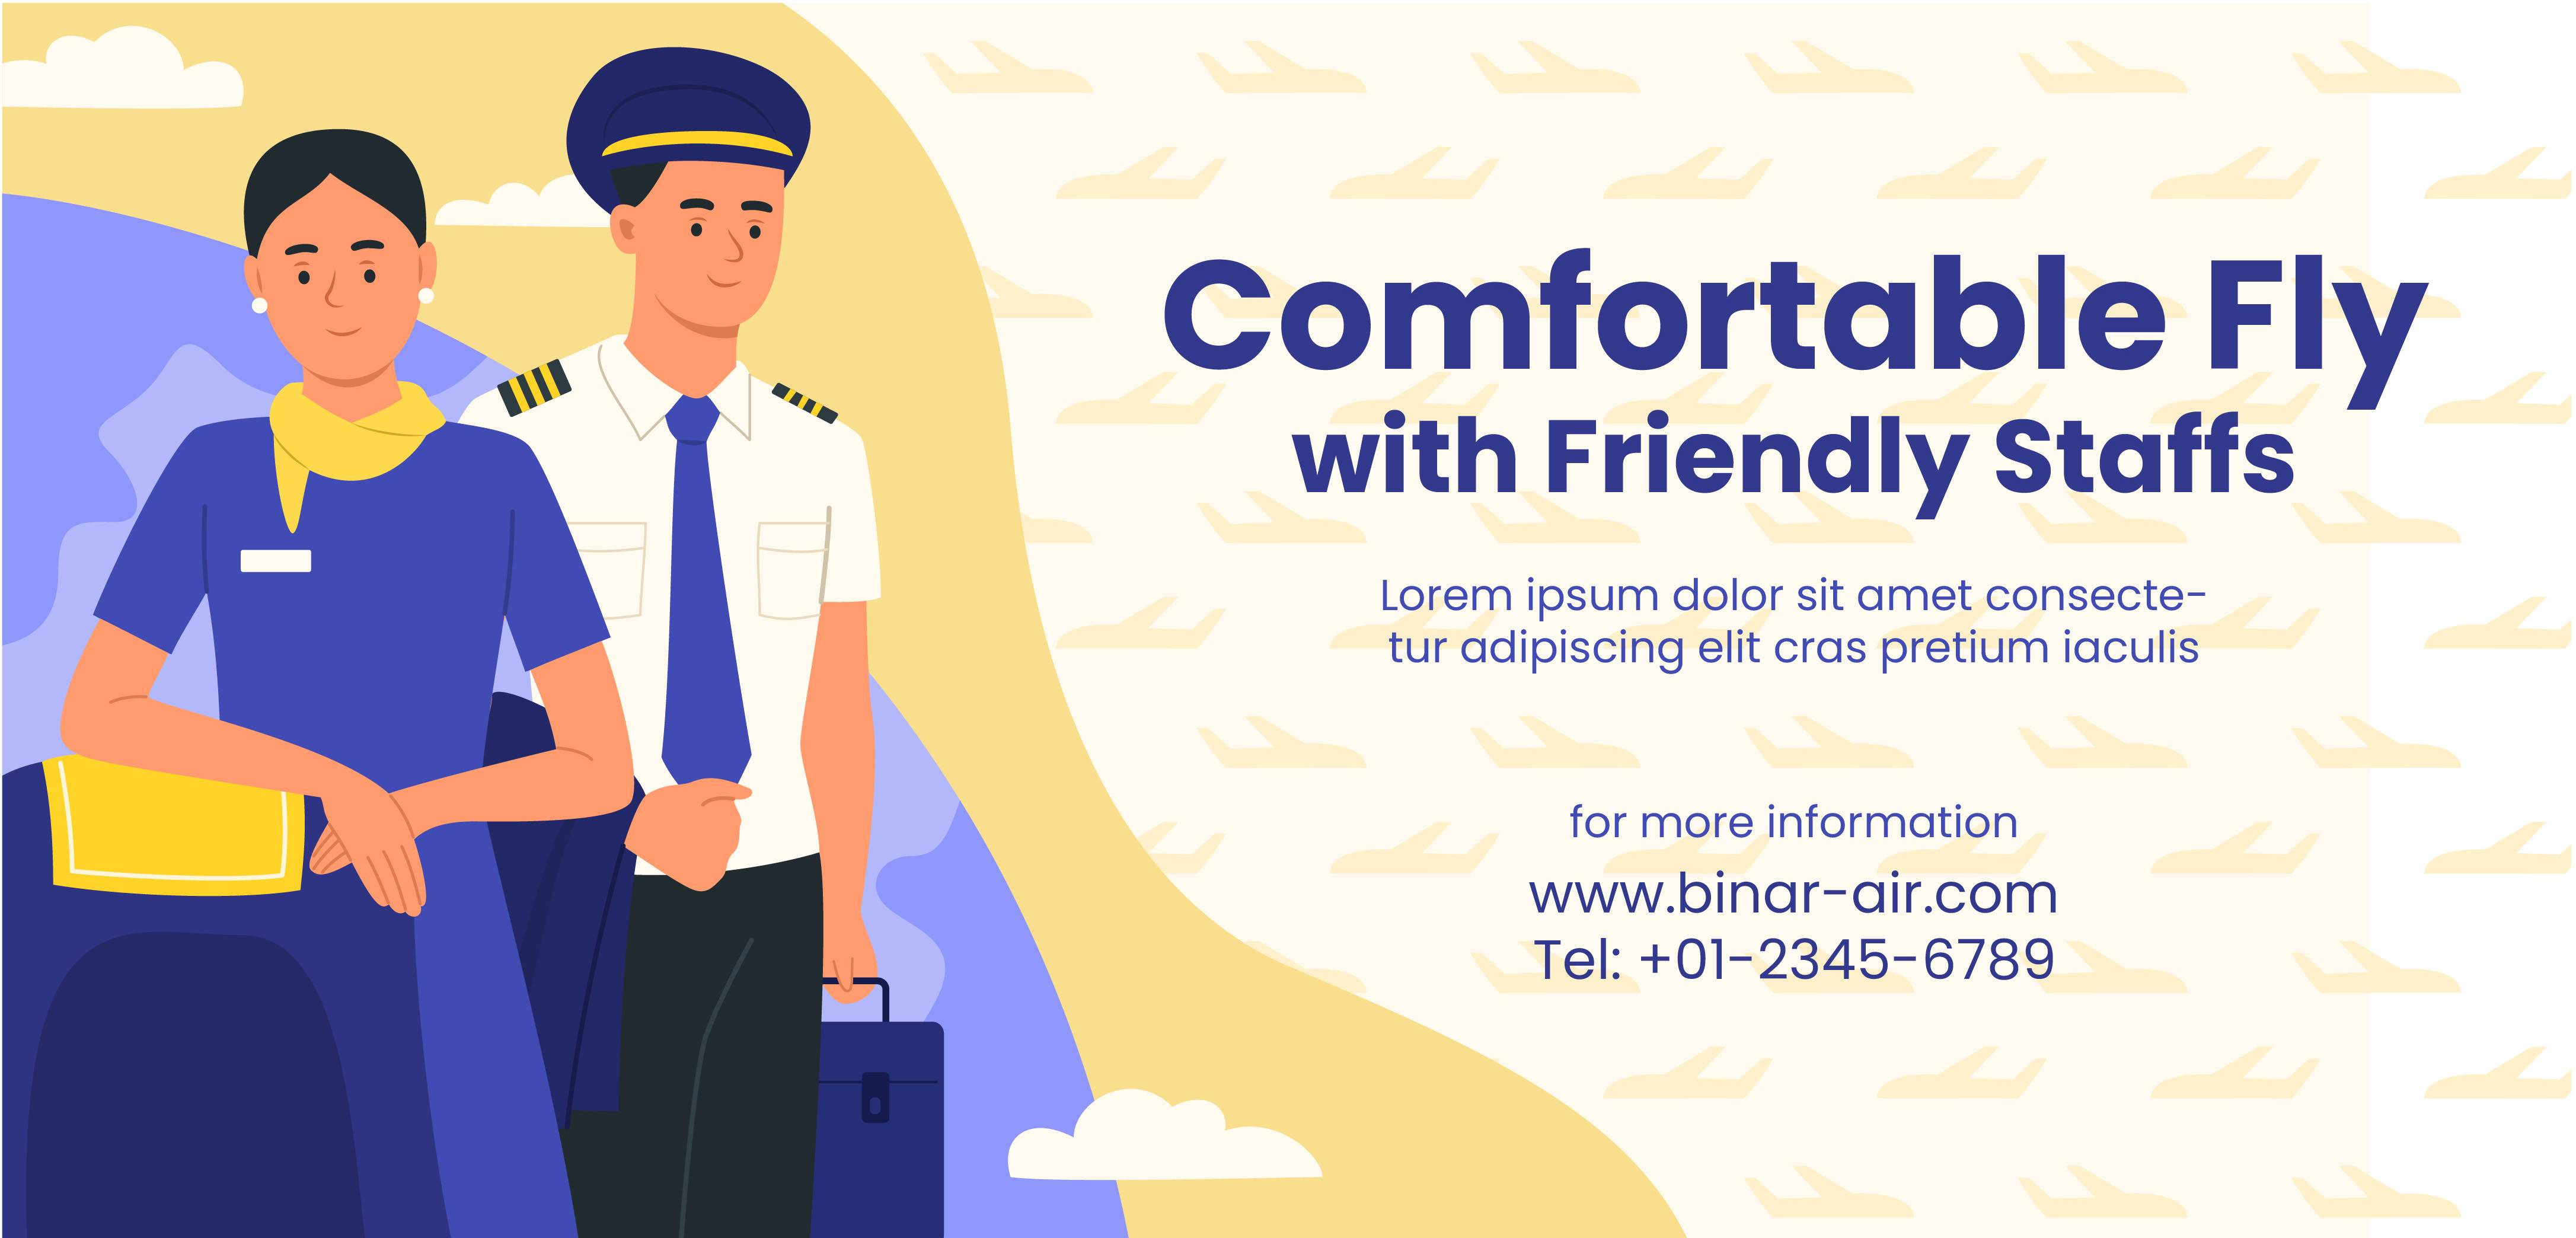 Comfortable Fly
with Friendly Staffs
Lorem ipsum dolor sit amet consecte-
tur adipiscing elit cras pretium iaculis
for more information
www.binar-air.com
Tel: +01-2345-6789